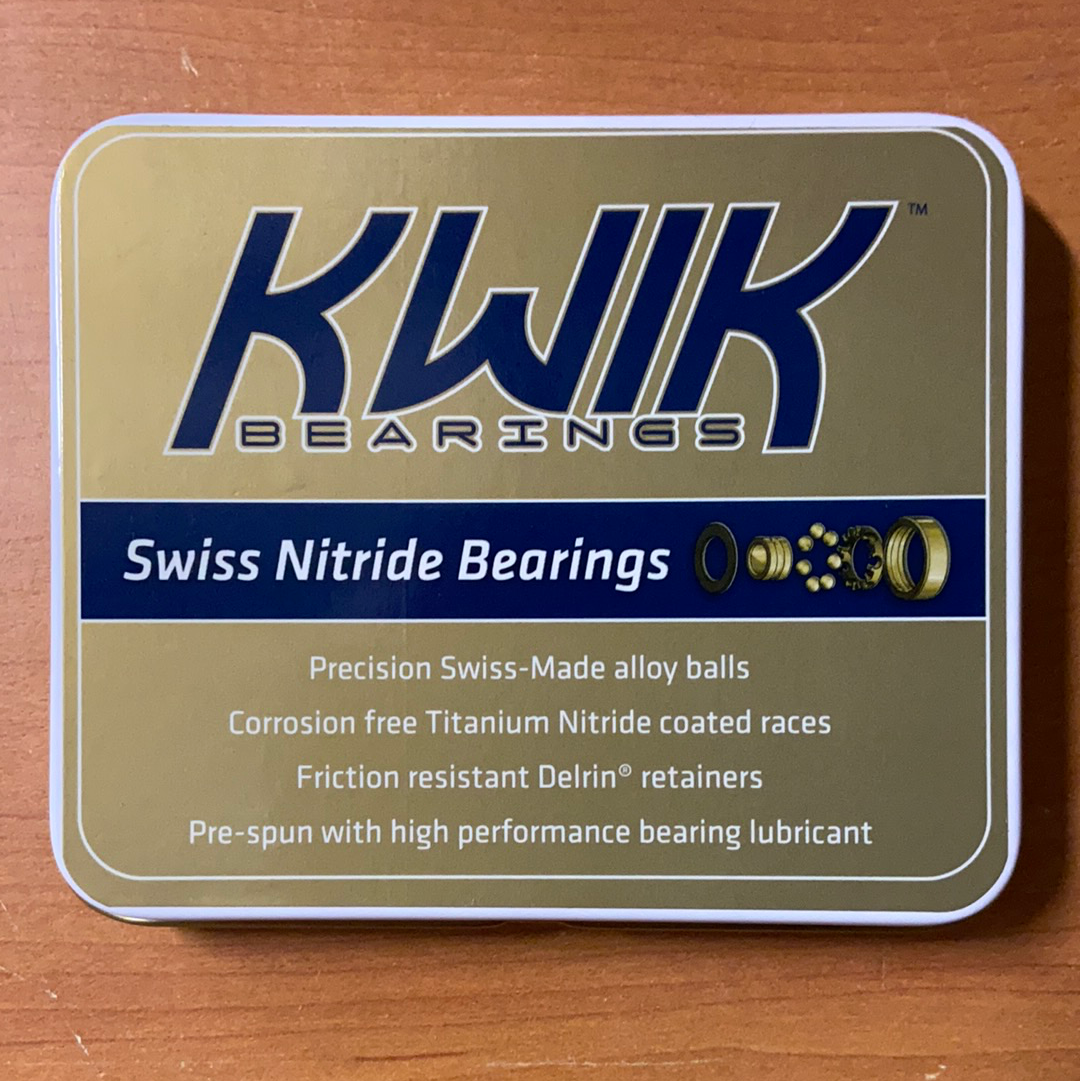 KWIK™
BEARINGS
Swiss Nitride Bearings
Precision Swiss-Made alloy balls
Corrosion free Titanium Nitride coated races
Friction resistant Delrin® retainers
Pre-spun with high performance bearing lubricant